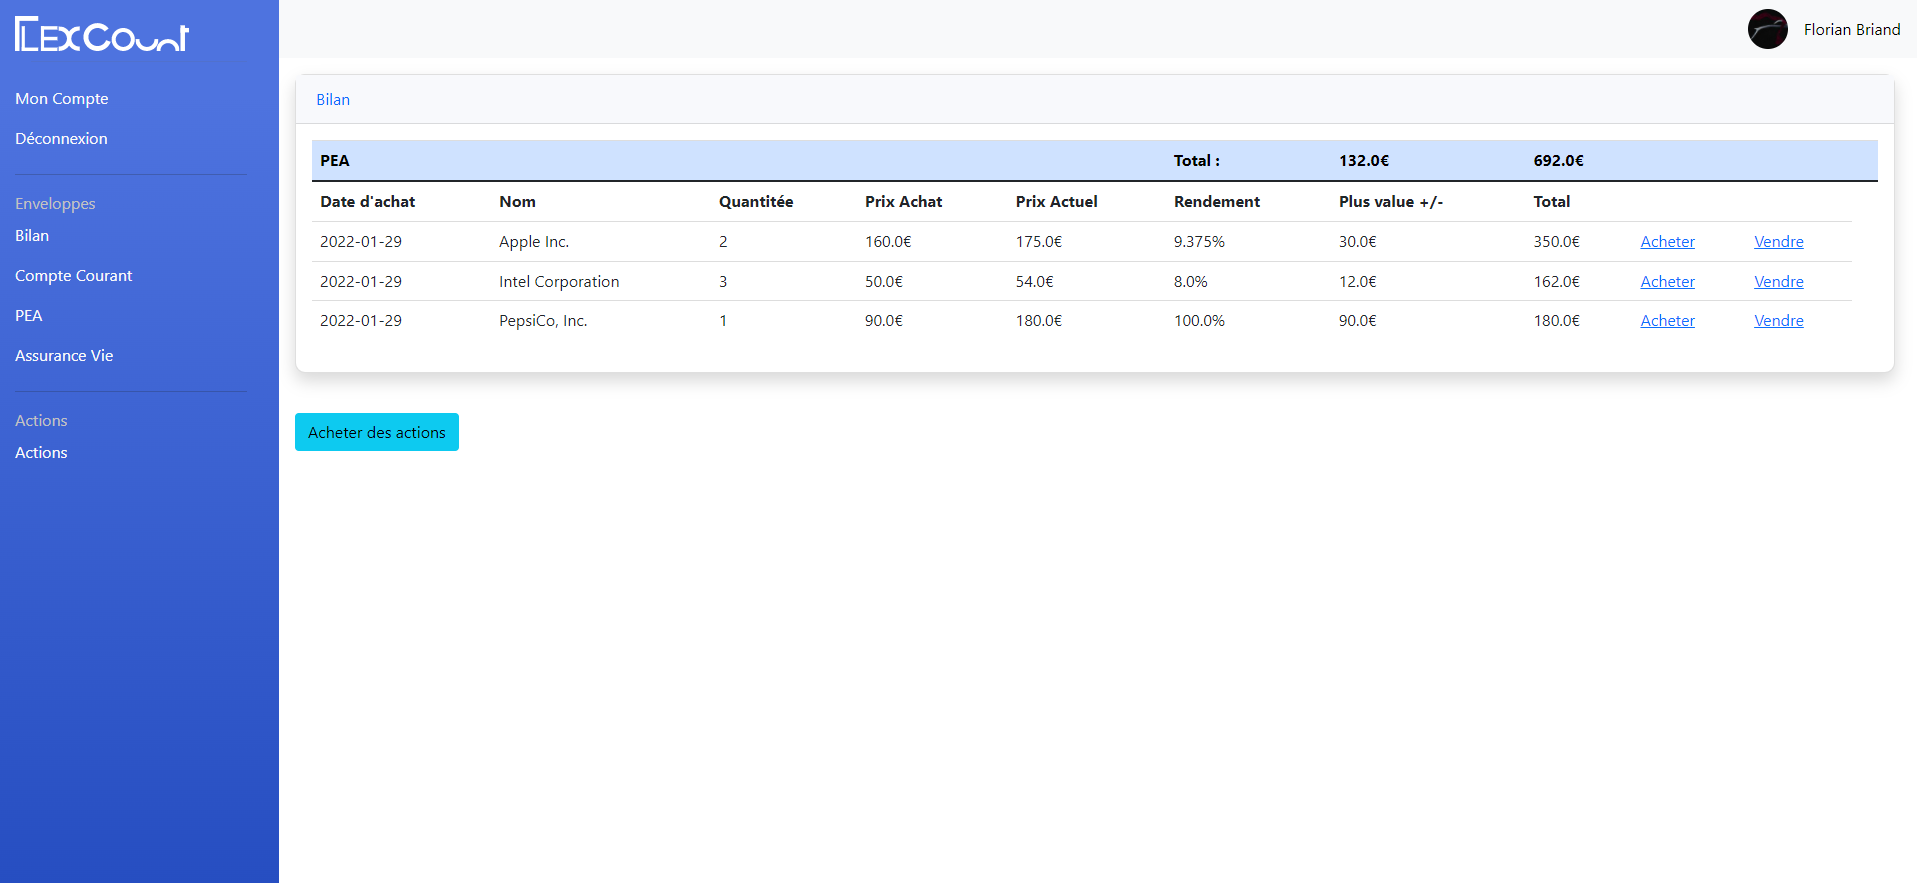 FLEXCount
Florian Briand
Mon Compte
Déconnexion
Enveloppes
Bilan
Compte Courant
PEA
Assurance Vie
Actions
Actions
Bilan
PEA Total : 132.0€ 692.0€
Date d'achat Nom Quantitée Prix Achat Prix Actuel Rendement Plus value +/- Total
2022-01-29 Apple Inc. 2 160.0€ 175.0€ 9.375% 30.0€ 350.0€ Acheter Vendre
2022-01-29 Intel Corporation 3 50.0€ 54.0€ 8.0% 12.0€ 162.0€ Acheter Vendre
2022-01-29 PepsiCo, Inc. 1 90.0€ 180.0€ 100.0% 90.0€ 180.0€ Acheter Vendre
Acheter des actions